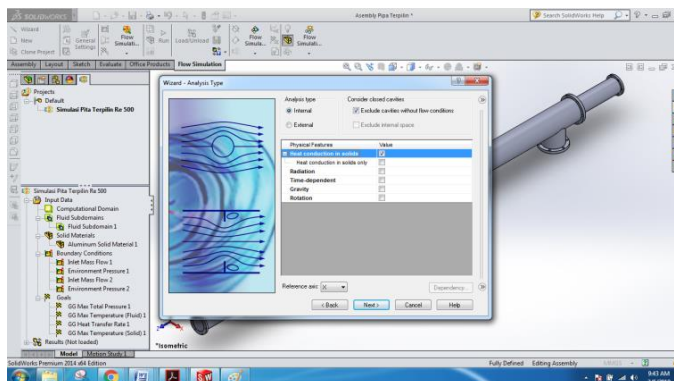 SOLIDWORKS
Asembly Pipa Terpilin *
Search SolidWorks Help
Wizard
New
Clone Project
General Settings
Flow Simulati...
Run
Load/Unload
Flow Simula...
Flow Simulati...
Assembly
Layout
Sketch
Evaluate
Office Products
Flow Simulation
Projects
Default
Simulasi Pita Terpilin Re 500
Simulasi Pita Terpilin Re 500
Input Data
Computational Domain
Fluid Subdomains
Fluid Subdomain 1
Solid Materials
Aluminum Solid Material 1
Boundary Conditions
Inlet Mass Flow 1
Environment Pressure 1
Inlet Mass Flow 2
Environment Pressure 2
Goals
GG Max Total Pressure 1
GG Max Temperature (Fluid) 1
GG Heat Transfer Rate 1
GG Max Temperature (Solid) 1
Results (Not loaded)
Wizard - Analysis Type
Analysis type
Internal
External
Consider closed cavities
Exclude cavities without flow conditions
Exclude internal space
Physical Features
Value
Heat conduction in solids
Heat conduction in solids only
Radiation
Time-dependent
Gravity
Rotation
Reference axis:
X
Dependency...
< Back
Next >
Cancel
Help
*Isometric
Model
Motion Study 1
SolidWorks Premium 2014 x64 Edition
Fully Defined
Editing Assembly
9:43 AM